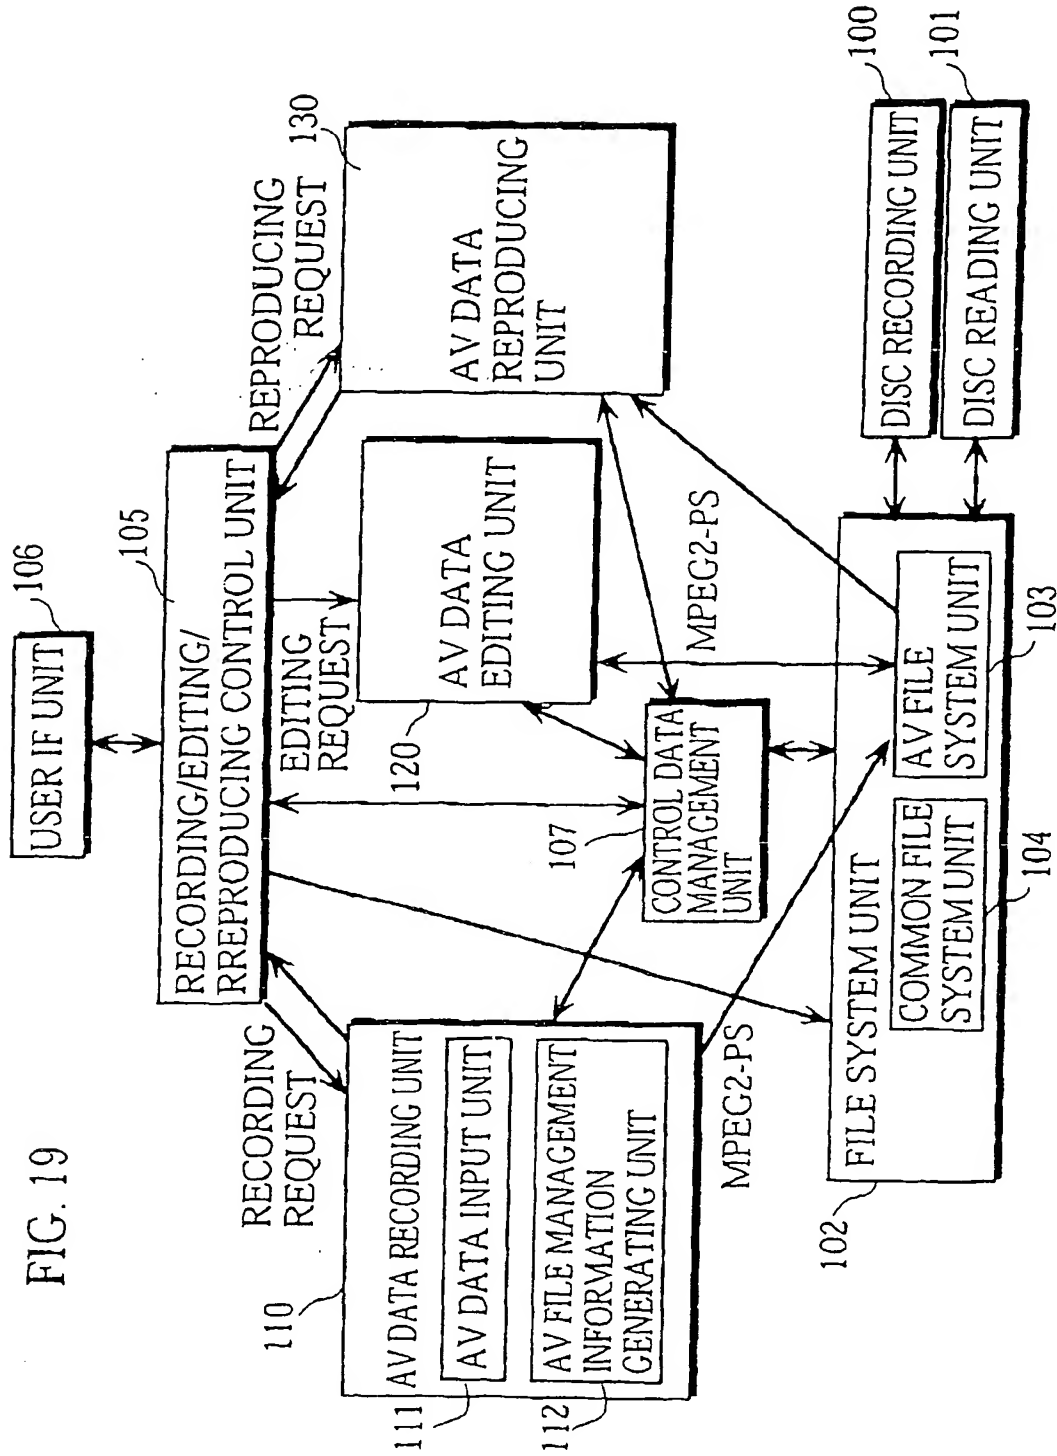 FIG. 19
USER IF UNIT
106
RECORDING/EDITING/
RREPRODUCING CONTROL UNIT
105
RECORDING
REQUEST
EDITING
REQUEST
REPRODUCING
REQUEST
110
AV DATA RECORDING UNIT
111
AV DATA INPUT UNIT
112
AV FILE MANAGEMENT
INFORMATION
GENERATING UNIT
120
AV DATA
EDITING UNIT
130
AV DATA
REPRODUCING
UNIT
107
CONTROL DATA
MANAGEMENT
UNIT
MPEG2-PS
MPEG2-PS
102
FILE SYSTEM UNIT
COMMON FILE
SYSTEM UNIT
104
AV FILE
SYSTEM UNIT
103
DISC RECORDING UNIT
100
DISC READING UNIT
101